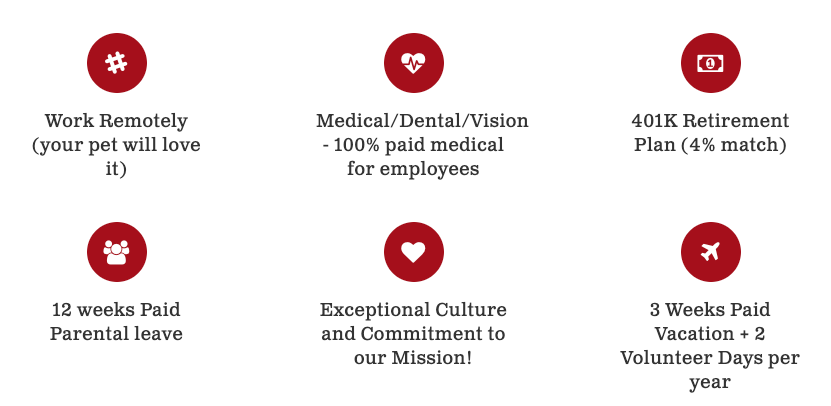 Work Remotely
(your pet will love
it)
Medical/Dental/Vision
- 100% paid medical
for employees
401K Retirement
Plan (4% match)
12 weeks Paid
Parental leave
Exceptional Culture
and Commitment to
our Mission!
3 Weeks Paid
Vacation + 2
Volunteer Days per
year